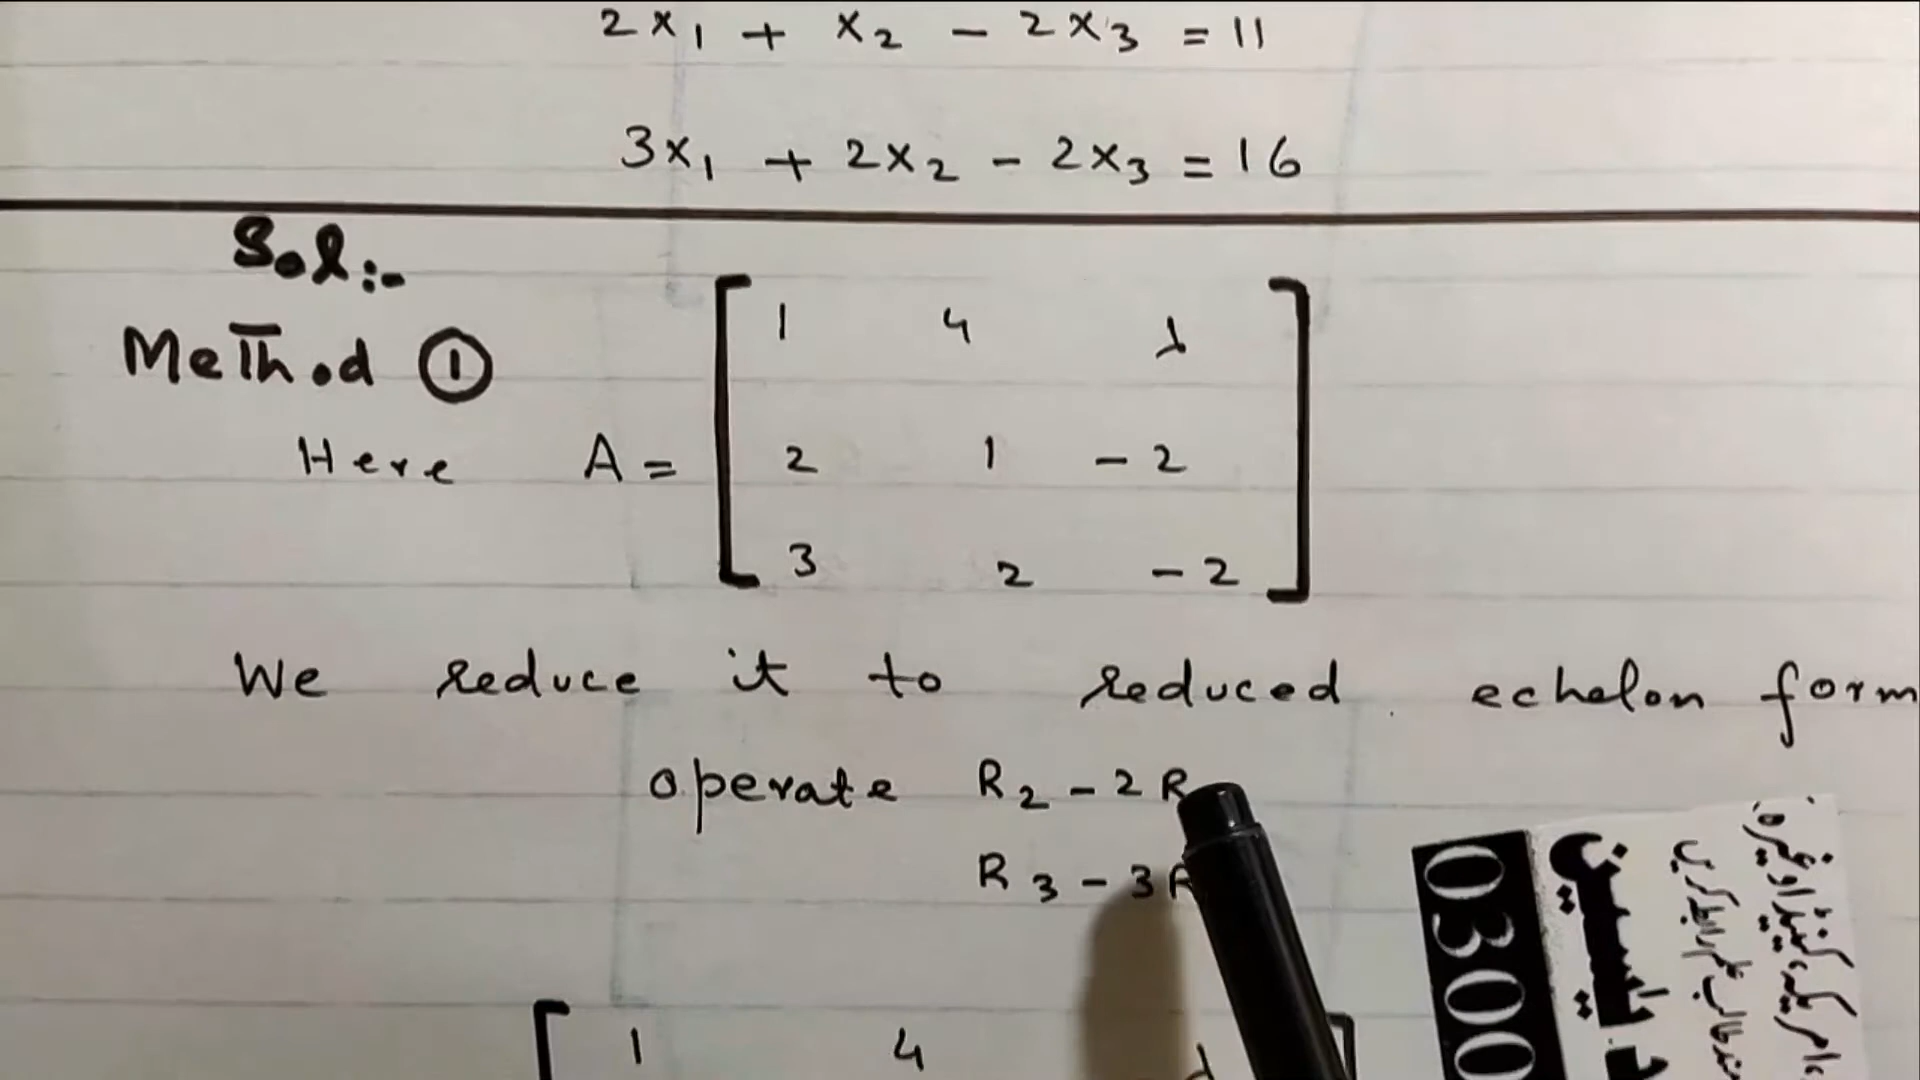 2x₁ + x₂ - 2x₃ = 11
3x₁ + 2x₂ - 2x₃ = 16
Sol:-
Method ①
Here A =
1 4 λ
2 1 -2
3 2 -2
We reduce it to reduced echelon form
operate R₂ - 2R
R₃ - 3R
1 4 λ
0300